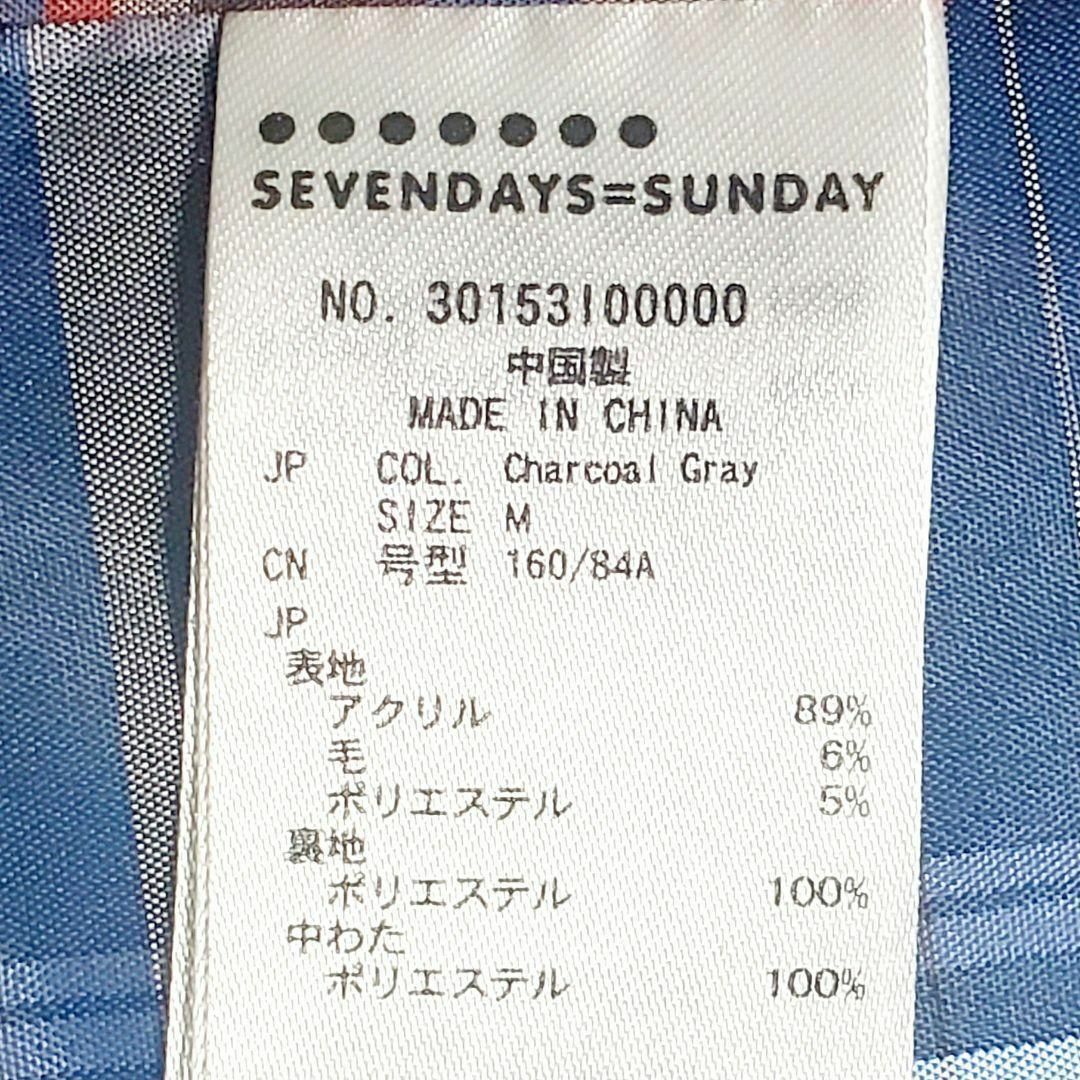 SEVENDAYS=SUNDAY
NO. 30153I00000
中国製
MADE IN CHINA
JP COL. Charcoal Gray
SIZE M
CN 号型 160/84A
JP
表地
アクリル 89%
毛 6%
ポリエステル 5%
裏地
ポリエステル 100%
中わた
ポリエステル 100%